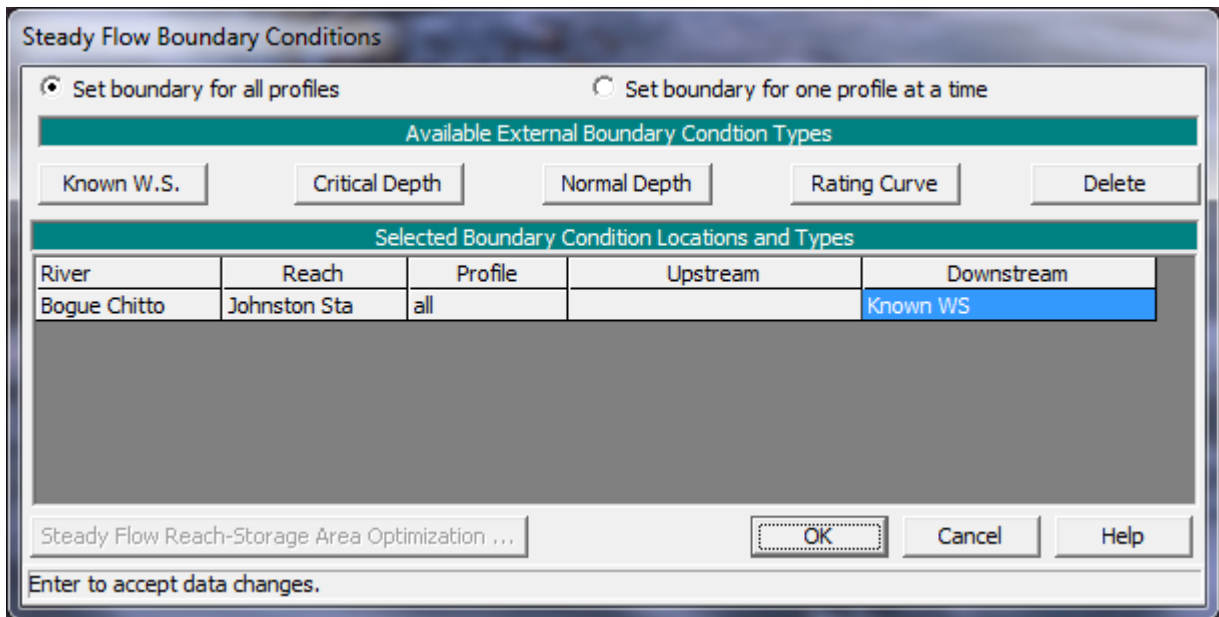 Steady Flow Boundary Conditions
Set boundary for all profiles Set boundary for one profile at a time
Available External Boundary Condtion Types
Known W.S. Critical Depth Normal Depth Rating Curve Delete
Selected Boundary Condition Locations and Types
River Reach Profile Upstream Downstream
Bogue Chitto Johnston Sta all Known WS
Steady Flow Reach-Storage Area Optimization ... OK Cancel Help
Enter to accept data changes.